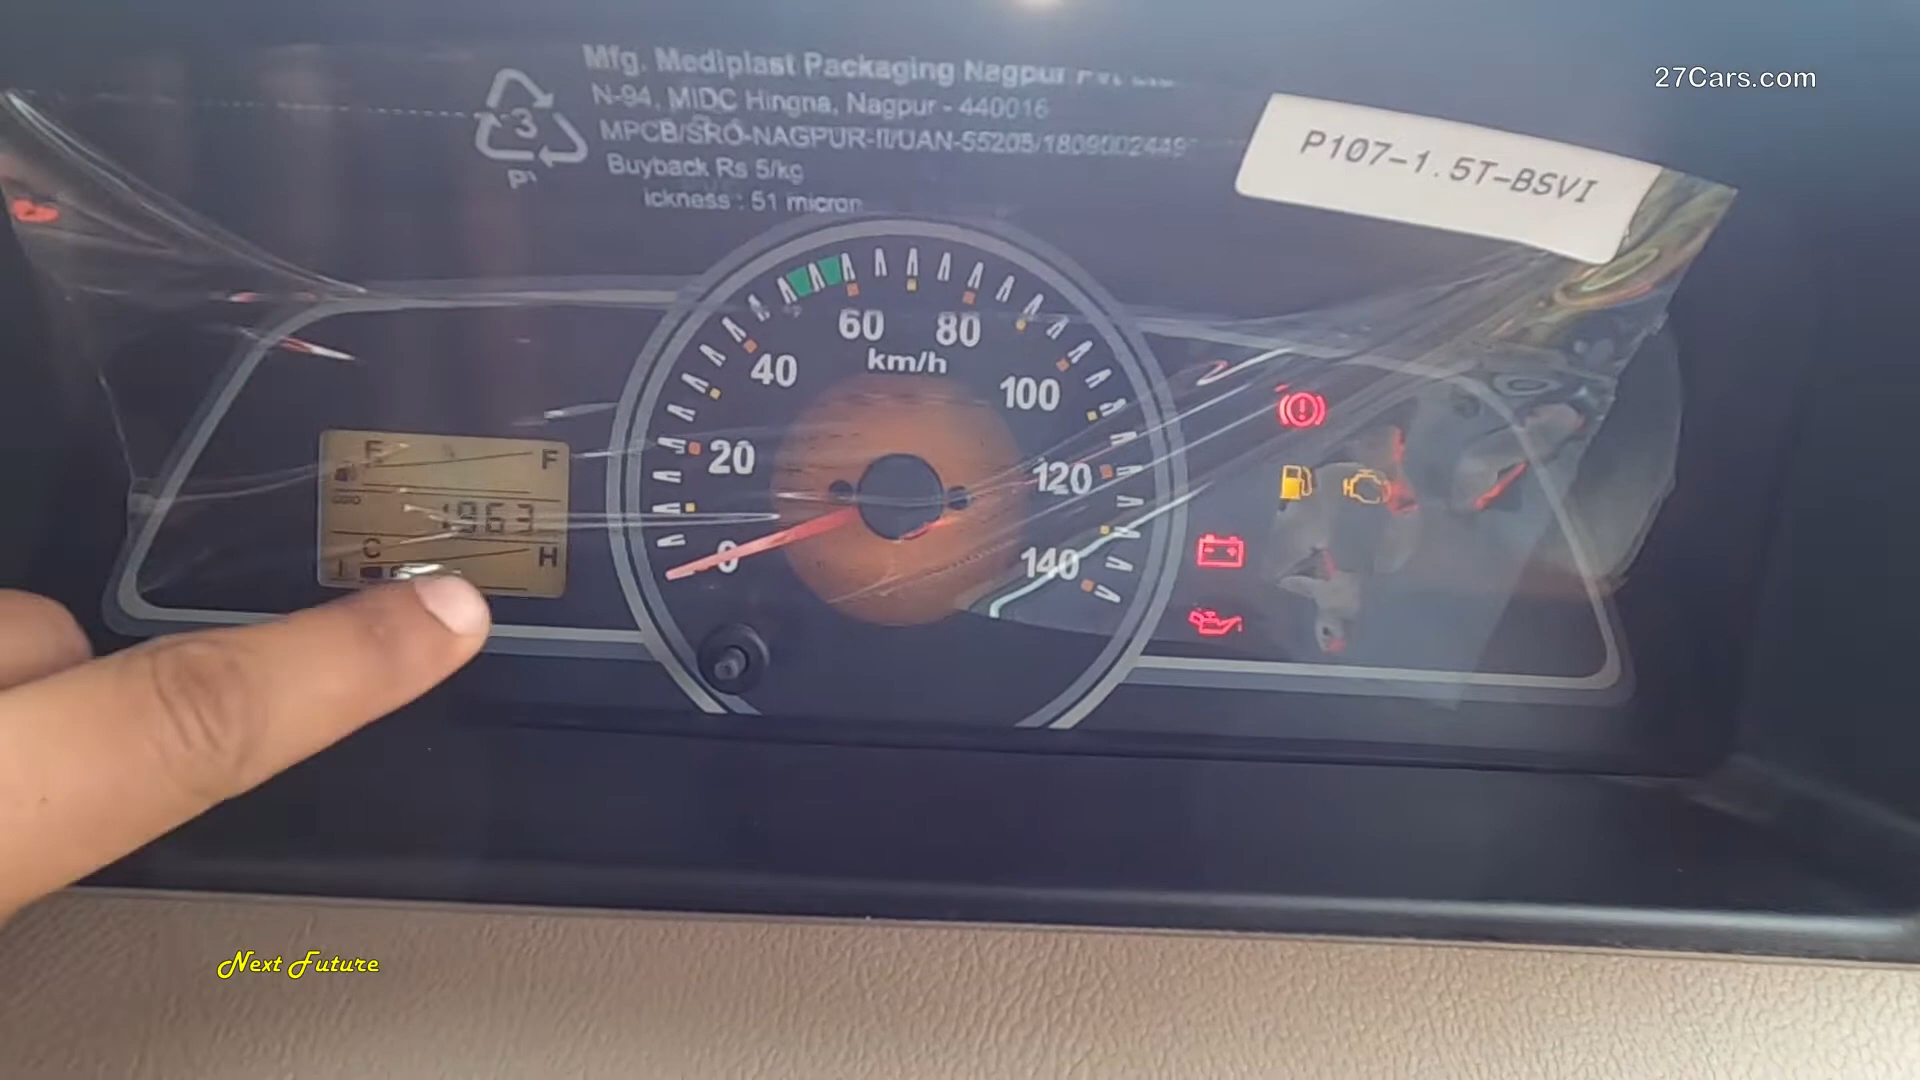 27Cars.com
Mfg. Mediplast Packaging Nagpur
N-94, MIDC Hingna, Nagpur - 440016
3
MPCB/SRO-NAGPUR-II/UAN-55205/1809002449
Buyback Rs 5/kg
ickness : 51 micron
P107-1.5T-BSVI
60
80
km/h
40
100
20
120
0
140
E F
ODO
1963
C H
Next Future